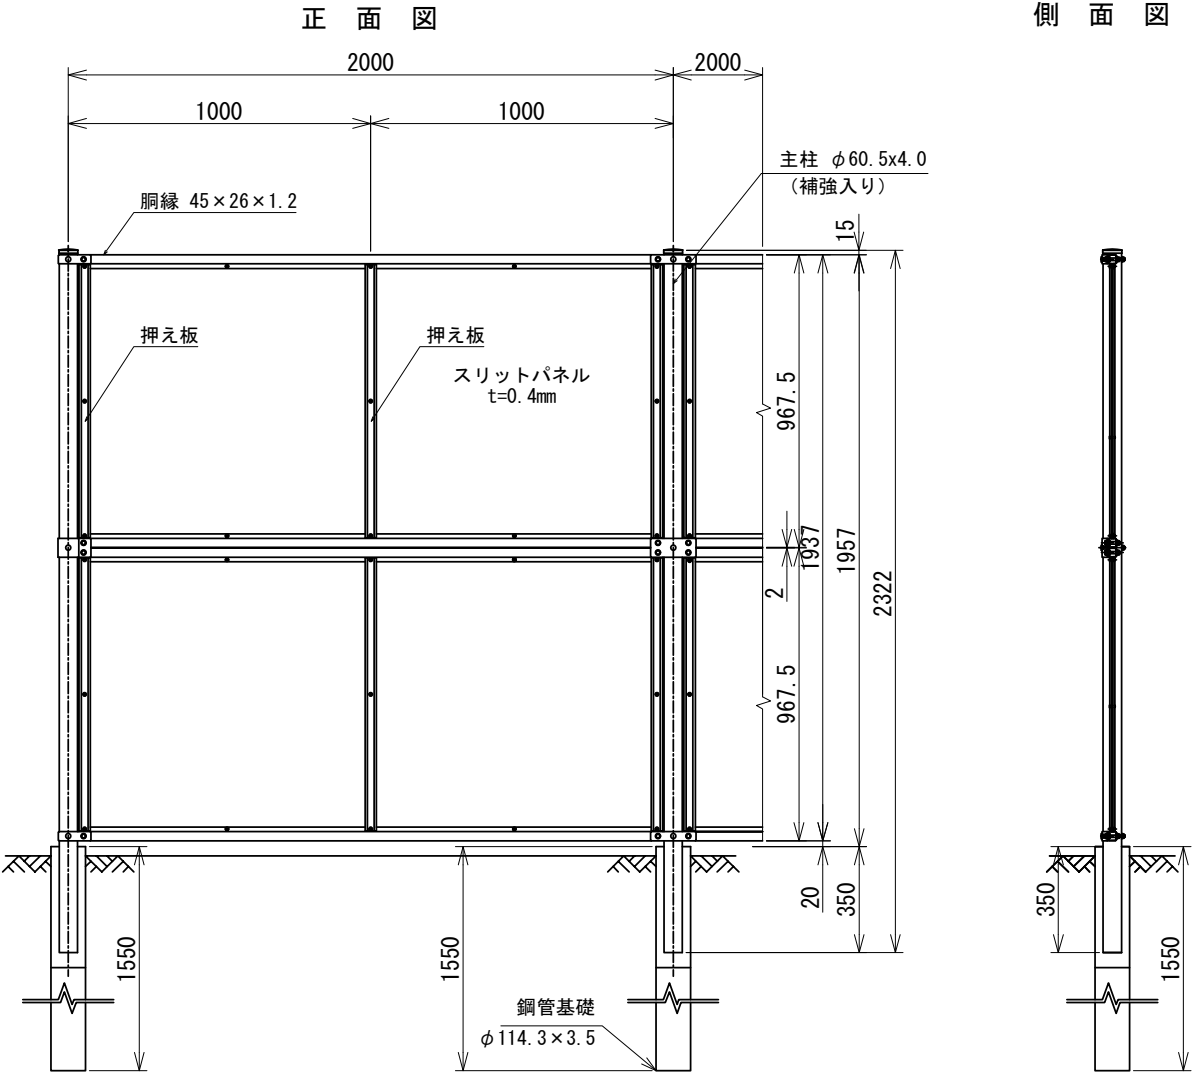 正　面　図
側　面　図
2000
2000
1000
1000
主柱 φ60.5x4.0
（補強入り）
胴縁 45×26×1.2
15
押え板
押え板
スリットパネル
t=0.4mm
967.5
1937
1957
2322
2
967.5
20
350
350
1550
1550
1550
鋼管基礎
φ114.3×3.5